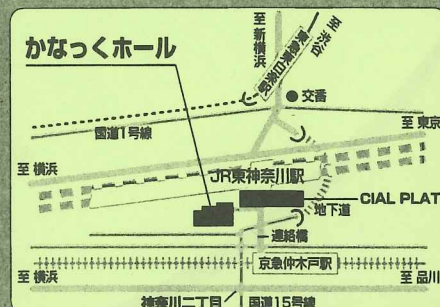 至新横浜
至渋谷
東急東白楽駅
かなっくホール
交番
国道1号線
至東京
至横浜
JR東神奈川駅
CIAL PLAT
地下道
連絡橋
京急仲木戸駅
至横浜
至品川
神奈川二丁目
国道15号線